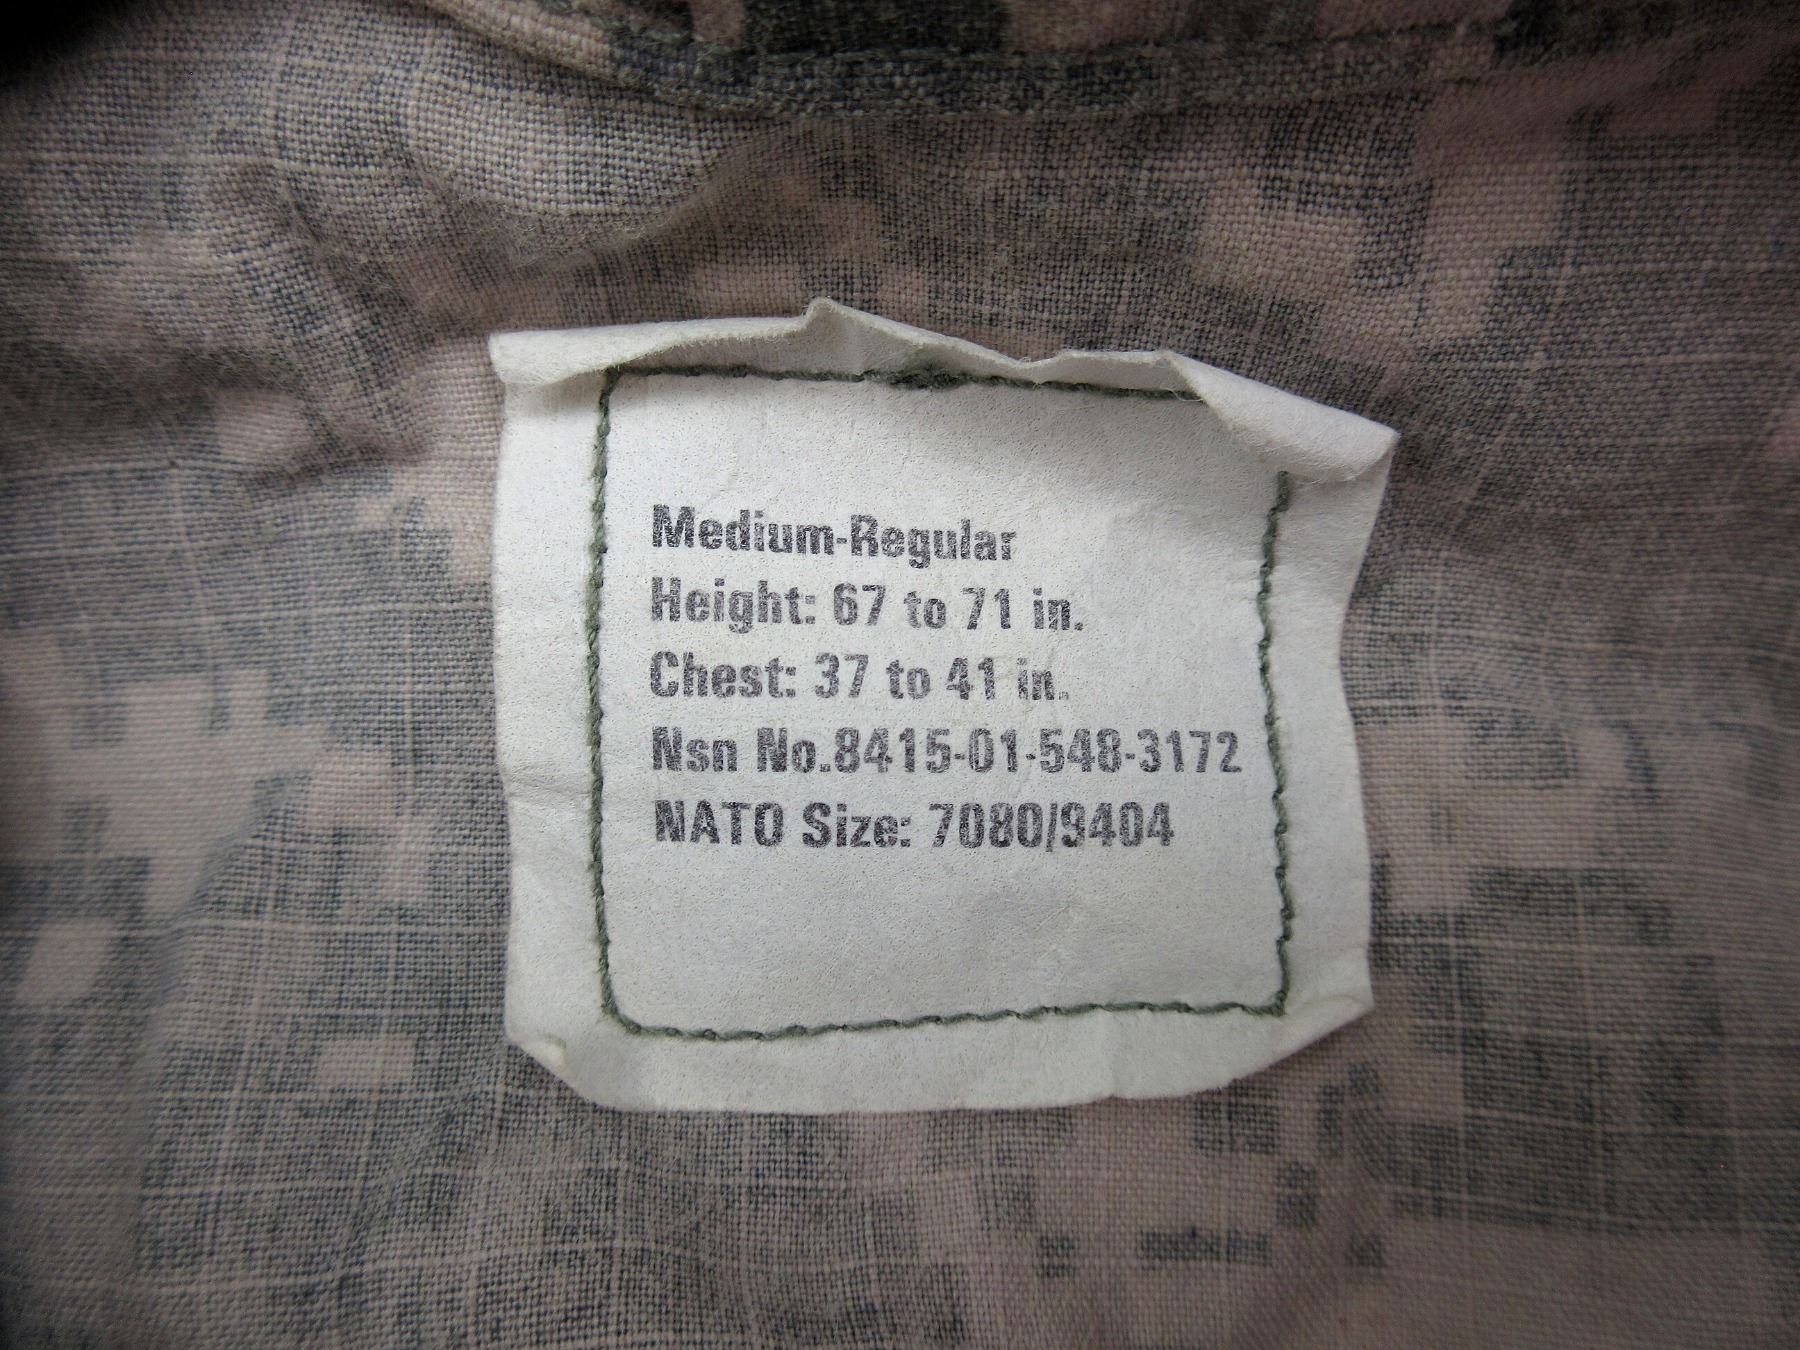 Medium-Regular
Height: 67 to 71 in.
Chest: 37 to 41 in.
Nsn No.8415-01-548-3172
NATO Size: 7080/9404